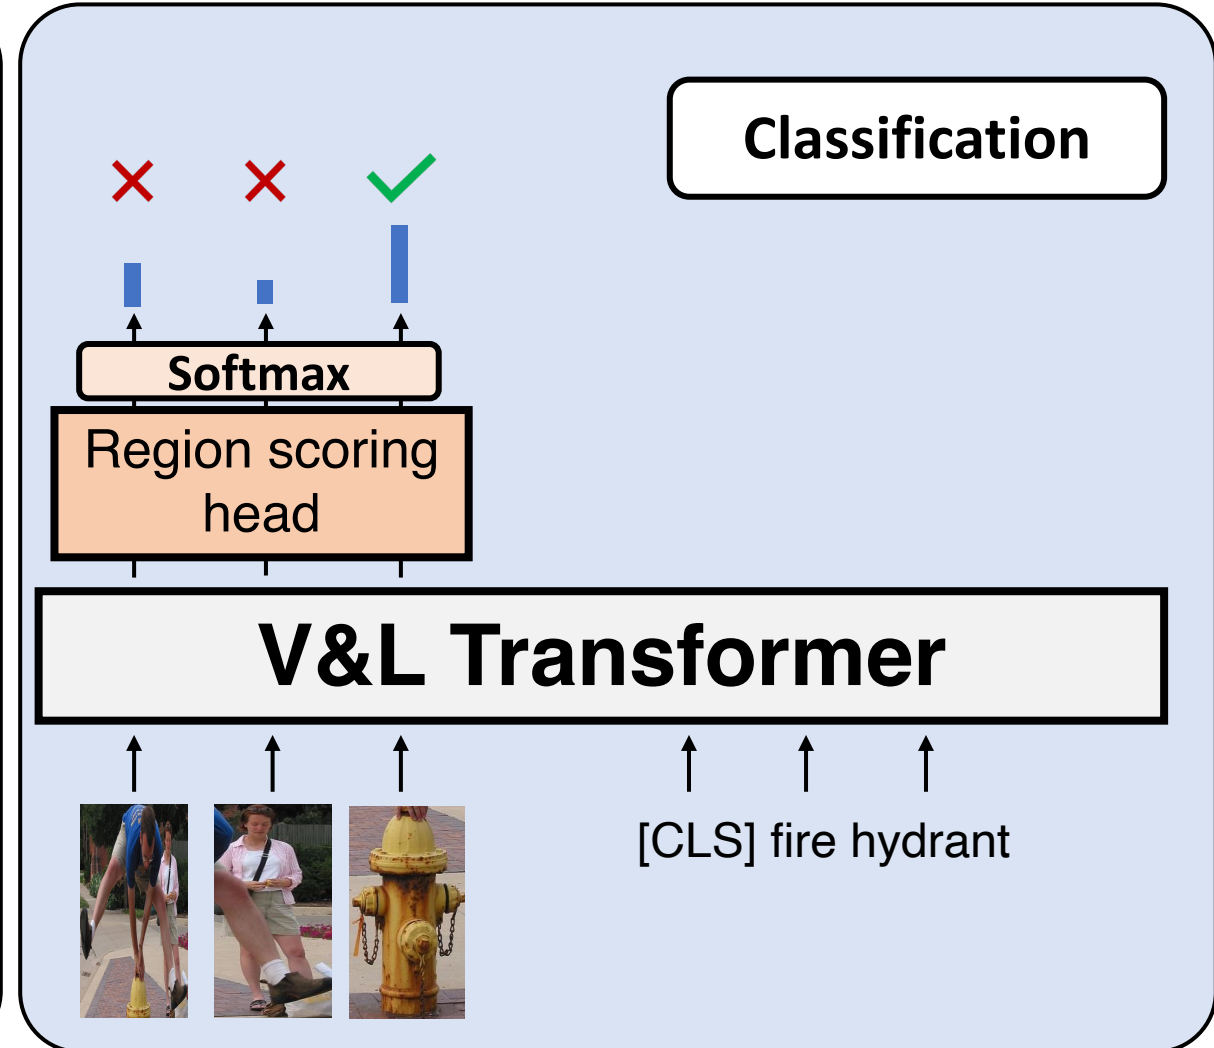 Classification
Softmax
Region scoring
head
V&L Transformer
[CLS] fire hydrant